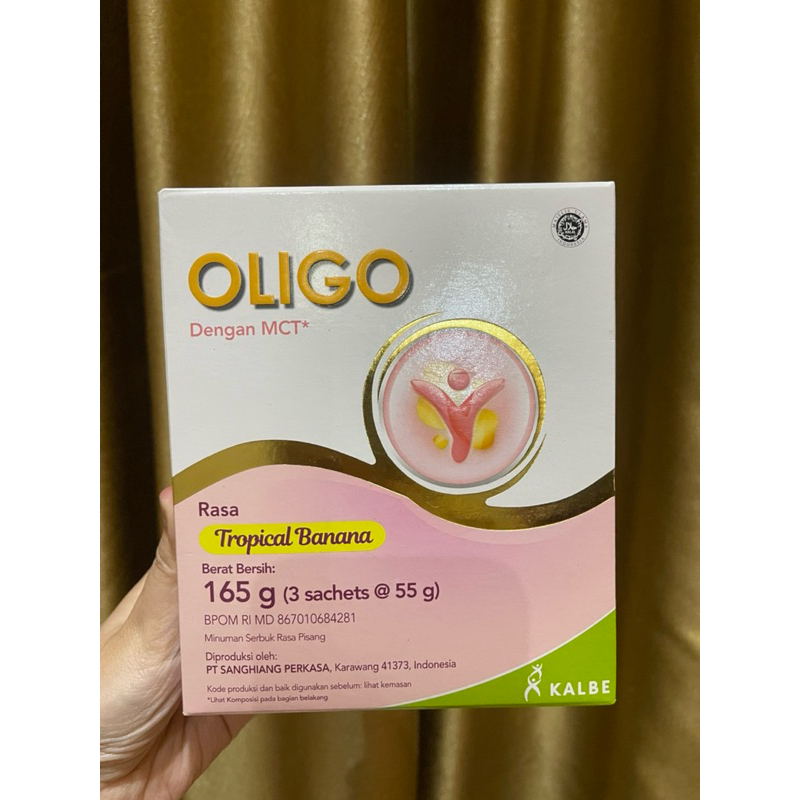 OLIGO
Dengan MCT*
Rasa
Tropical Banana
Berat Bersih:
165 g (3 sachets @ 55 g)
BPOM RI MD 867010684281
Minuman Serbuk Rasa Pisang
Diproduksi oleh:
PT SANGHIANG PERKASA, Karawang 41373, Indonesia
Kode produksi dan baik digunakan sebelum: lihat kemasan
*Lihat Komposisi pada bagian belakang
KALBE